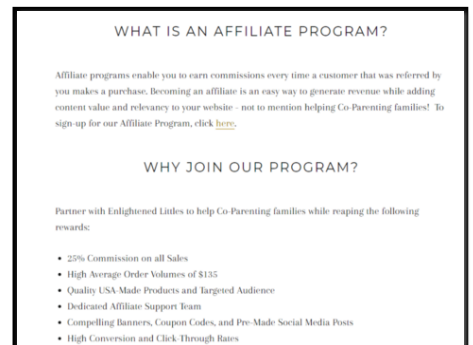 WHAT IS AN AFFILIATE PROGRAM?
Affiliate programs enable you to earn commissions every time a customer that was referred by
you makes a purchase. Becoming an affiliate is an easy way to generate revenue while adding
content value and relevancy to your website - not to mention helping Co-Parenting families! To
sign-up for our Affiliate Program, click here.
WHY JOIN OUR PROGRAM?
Partner with Enlightened Littles to help Co-Parenting families while reaping the following
rewards:
• 25% Commission on all Sales
• High Average Order Volumes of $135
• Quality USA-Made Products and Targeted Audience
• Dedicated Affiliate Support Team
• Compelling Banners, Coupon Codes, and Pre-Made Social Media Posts
• High Conversion and Click-Through Rates